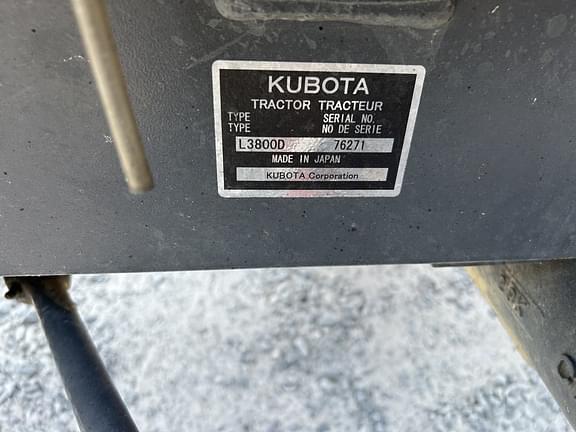 KUBOTA
TRACTOR TRACTEUR
TYPE SERIAL NO.
TYPE NO DE SERIE
L3800D 76271
MADE IN JAPAN
KUBOTA Corporation